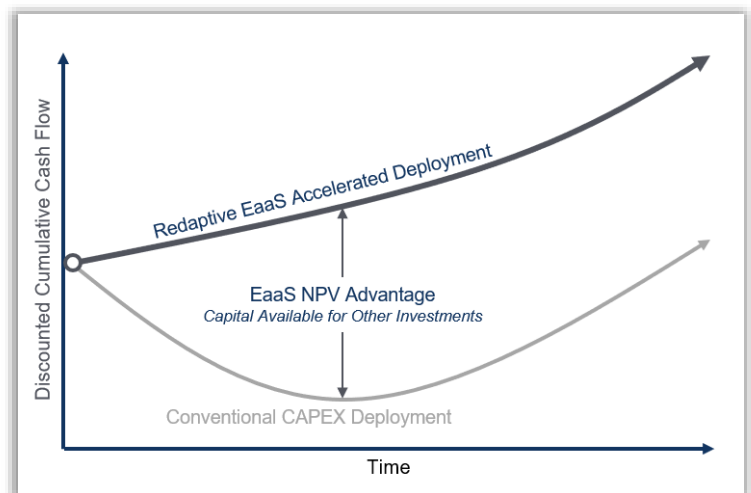 Discounted Cumulative Cash Flow
Redaptive EaaS Accelerated Deployment
EaaS NPV Advantage
Capital Available for Other Investments
Conventional CAPEX Deployment
Time